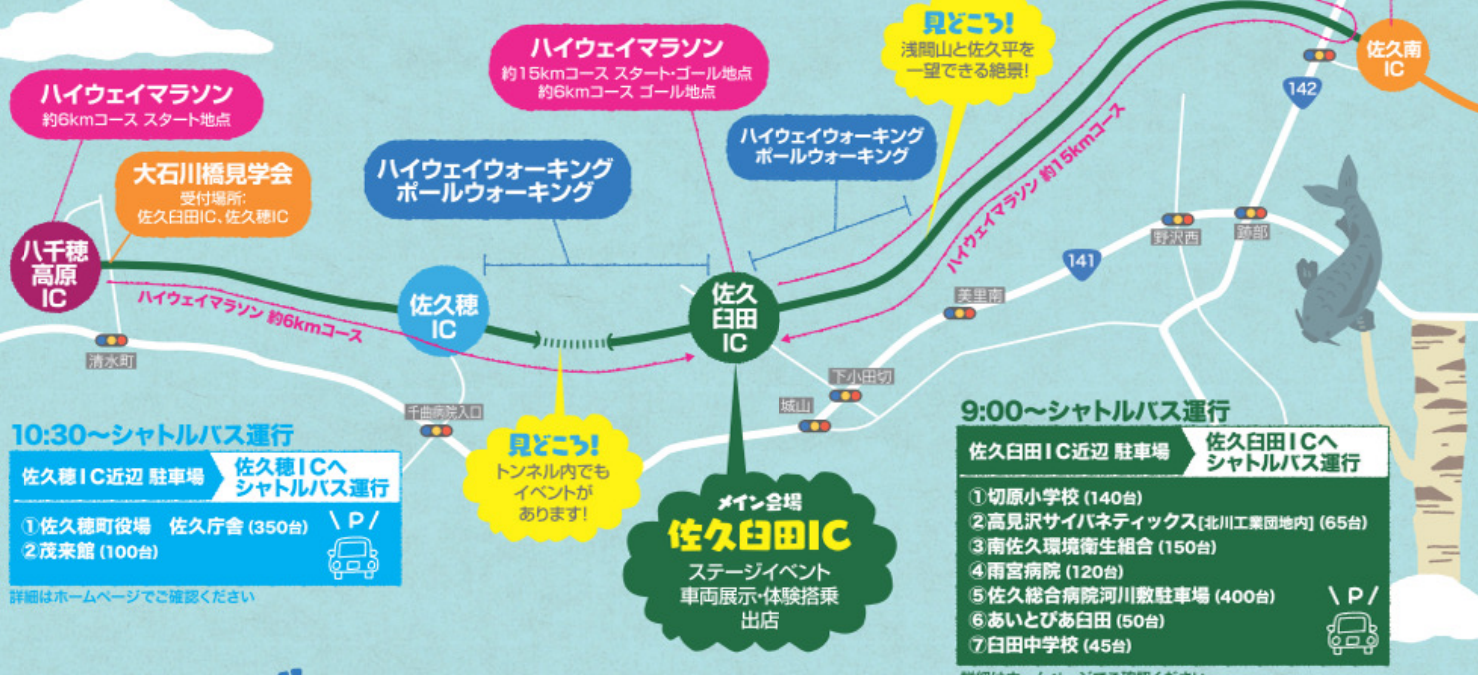 見どころ!
浅間山と佐久平を
一望できる絶景!
佐久南
IC
142
ハイウェイマラソン
約15kmコース スタート・ゴール地点
約6kmコース ゴール地点
ハイウェイマラソン
約6kmコース スタート地点
ハイウェイウォーキング
ポールウォーキング
ハイウェイウォーキング
ポールウォーキング
大石川橋見学会
受付場所:
佐久臼田IC、佐久穂IC
ハイウェイマラソン 約15kmコース
八千穂
高原
IC
野沢西
跡部
141
佐久穂
IC
佐久
臼田
IC
美里南
ハイウェイマラソン 約6kmコース
清水町
下小田切
城山
千曲病院入口
10:30〜シャトルバス運行
佐久穂IC近辺 駐車場
佐久穂ICへ
シャトルバス運行
①佐久穂町役場 佐久庁舎 (350台)
②茂来館 (100台)
P
詳細はホームページでご確認ください
見どころ!
トンネル内でも
イベントが
あります!
メイン会場
佐久臼田IC
ステージイベント
車両展示・体験搭乗
出店
9:00〜シャトルバス運行
佐久臼田IC近辺 駐車場
佐久臼田ICへ
シャトルバス運行
①切原小学校 (140台)
②高見沢サイバネティックス[北川工業団地内] (65台)
③南佐久環境衛生組合 (150台)
④雨宮病院 (120台)
⑤佐久総合病院河川敷駐車場 (400台)
⑥あいとぴあ臼田 (50台)
⑦臼田中学校 (45台)
P